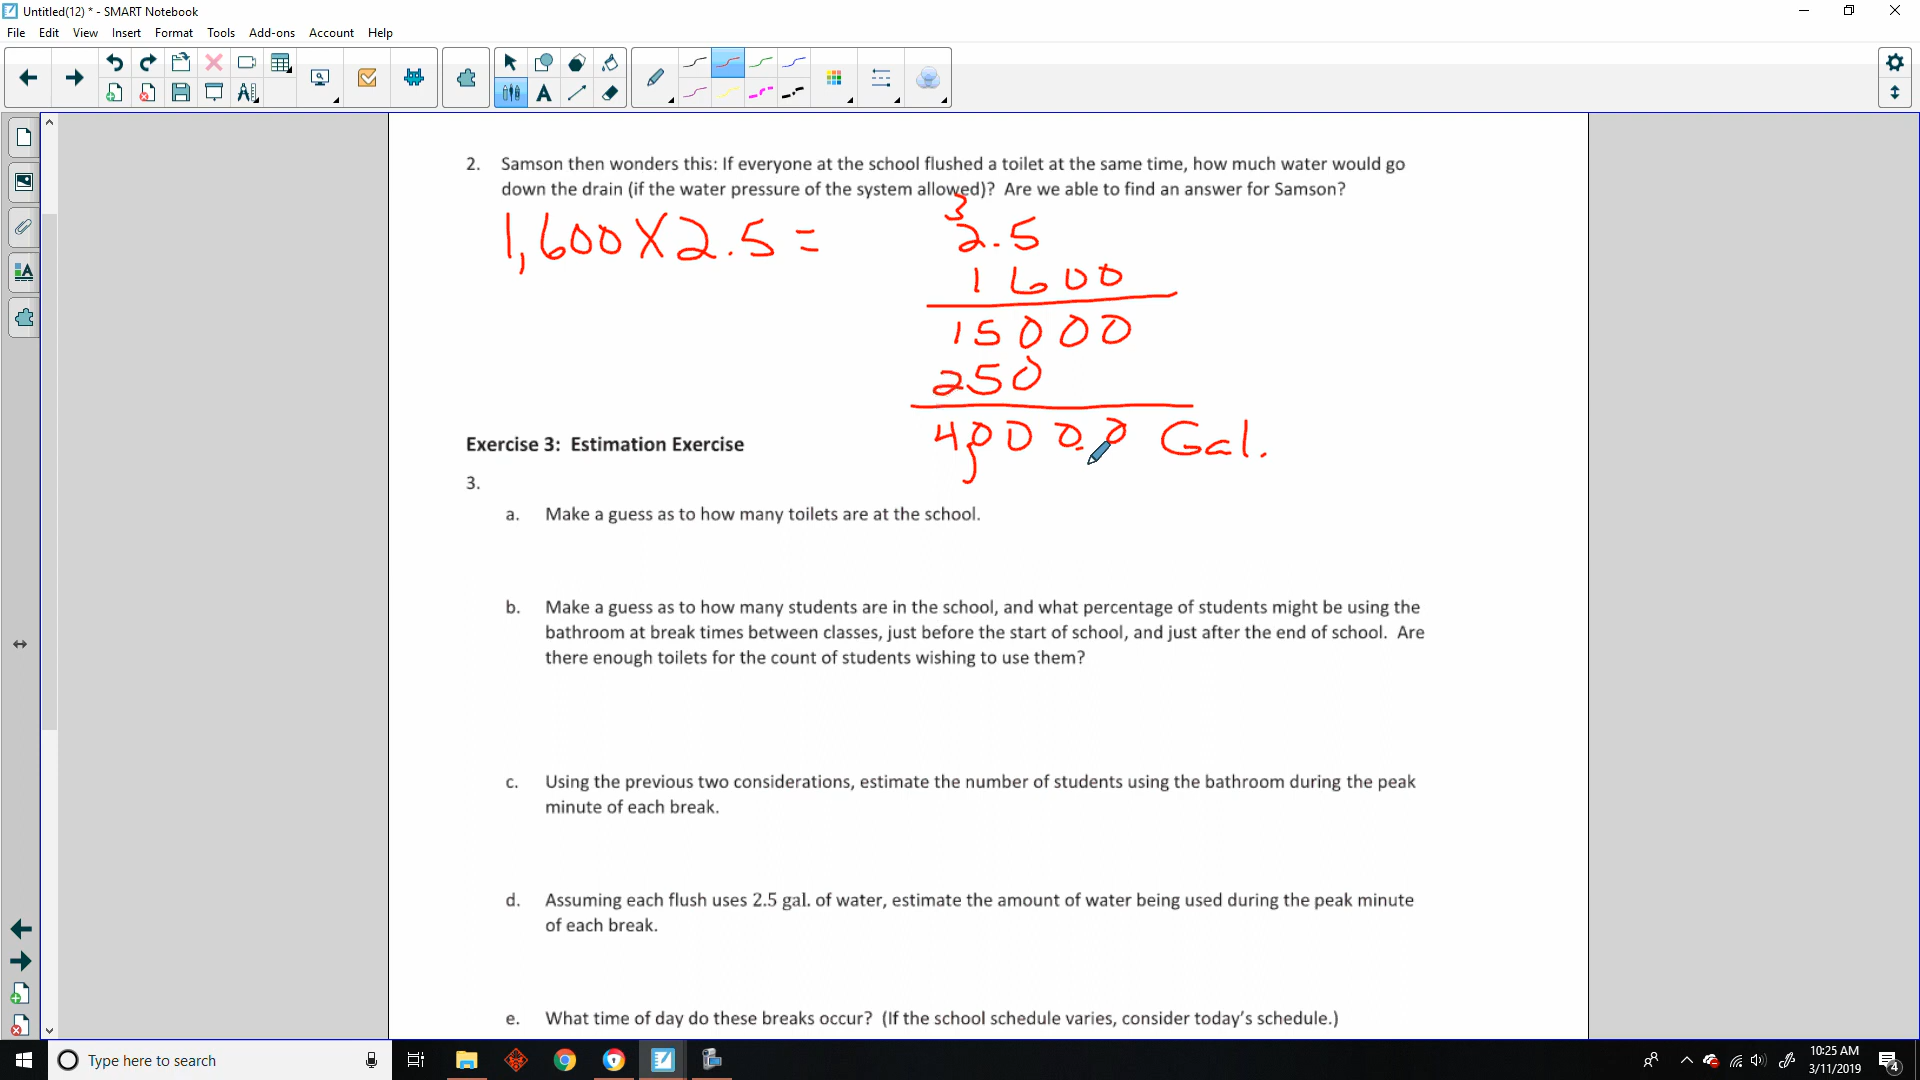 Untitled(12) * - SMART Notebook
File Edit View Insert Format Tools Add-ons Account Help
2. Samson then wonders this: If everyone at the school flushed a toilet at the same time, how much water would go
down the drain (if the water pressure of the system allowed)? Are we able to find an answer for Samson?
1,600 X 2.5 =
3
2.5
1600
15000
250
4,000.0 Gal.
Exercise 3: Estimation Exercise
3.
a. Make a guess as to how many toilets are at the school.
b. Make a guess as to how many students are in the school, and what percentage of students might be using the
bathroom at break times between classes, just before the start of school, and just after the end of school. Are
there enough toilets for the count of students wishing to use them?
c. Using the previous two considerations, estimate the number of students using the bathroom during the peak
minute of each break.
d. Assuming each flush uses 2.5 gal. of water, estimate the amount of water being used during the peak minute
of each break.
e. What time of day do these breaks occur? (If the school schedule varies, consider today's schedule.)
Type here to search
10:25 AM
3/11/2019
4